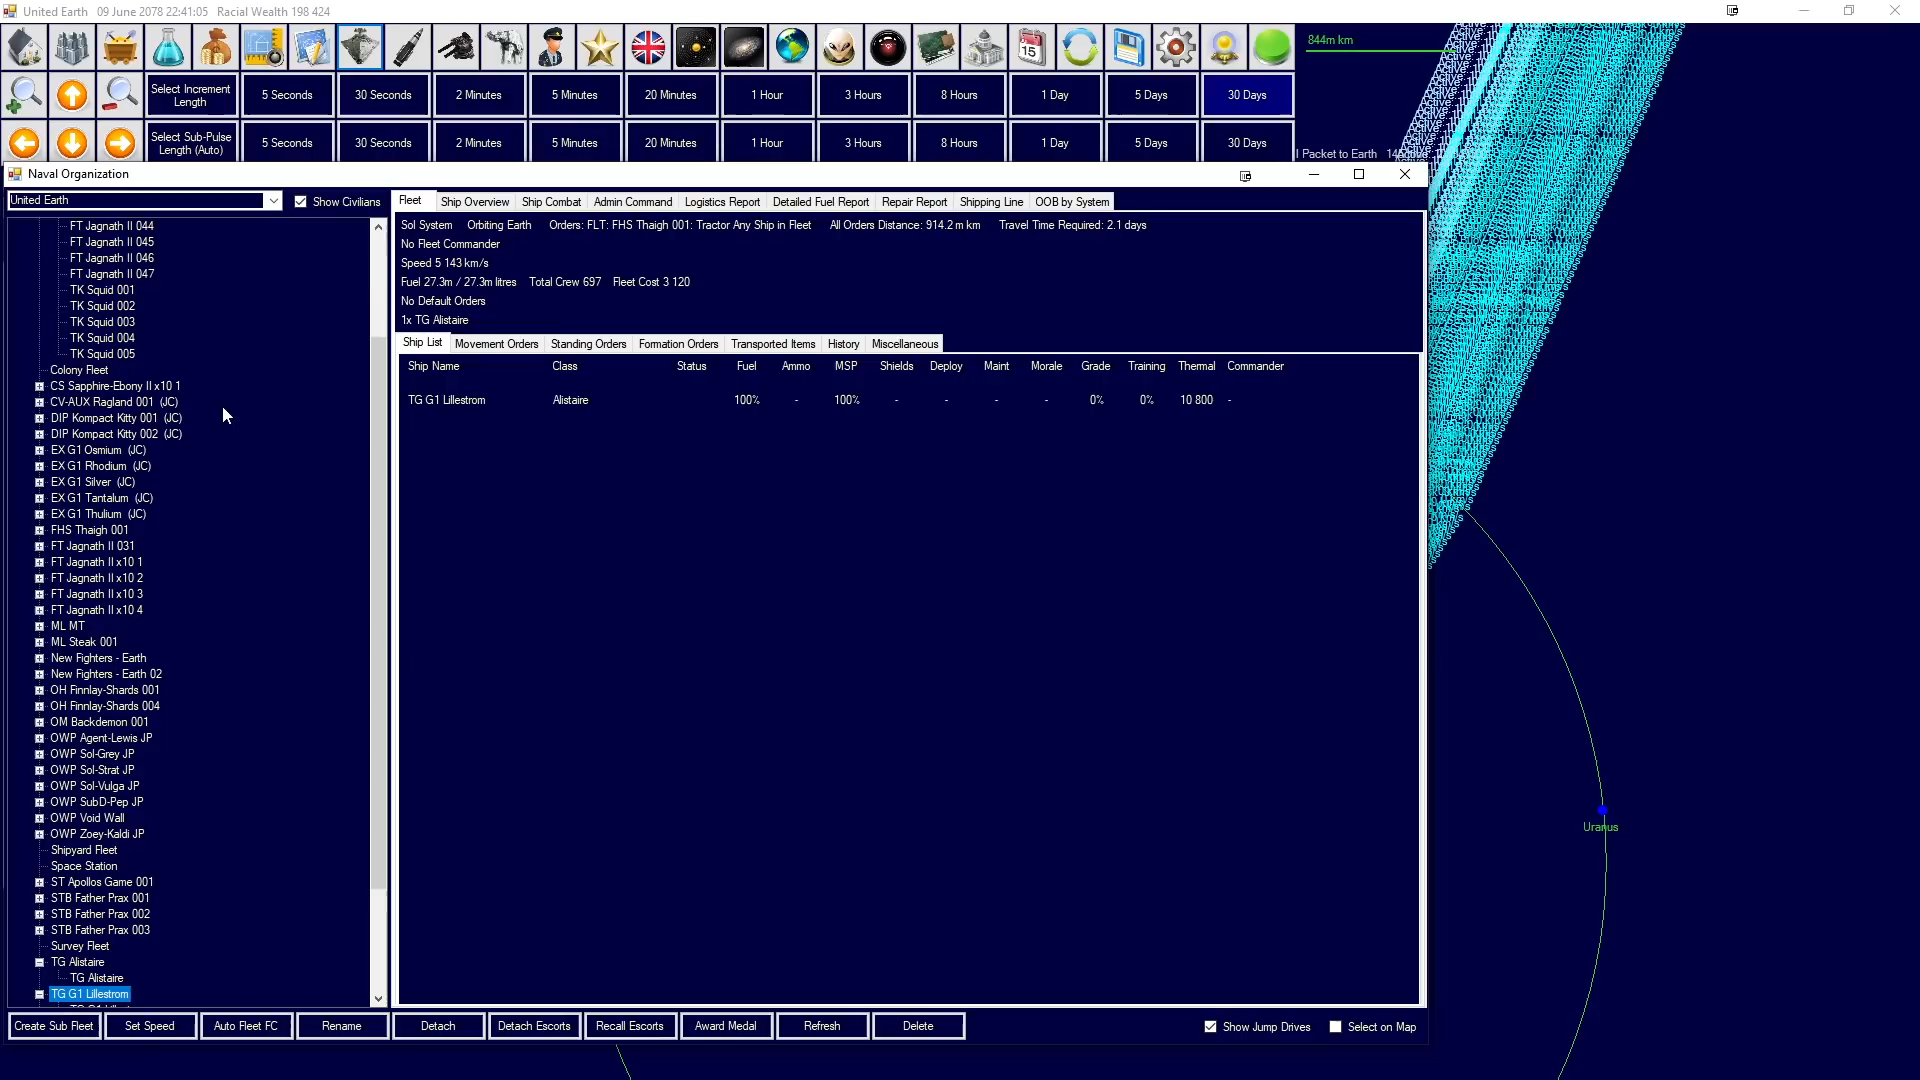 United Earth   09 June 2078 22:41:05   Racial Wealth 198 424
844m km
Select Increment Length
5 Seconds
30 Seconds
2 Minutes
5 Minutes
20 Minutes
1 Hour
3 Hours
8 Hours
1 Day
5 Days
30 Days
Select Sub-Pulse Length (Auto)
5 Seconds
30 Seconds
2 Minutes
5 Minutes
20 Minutes
1 Hour
3 Hours
8 Hours
1 Day
5 Days
30 Days
l Packet to Earth
Naval Organization
United Earth
Show Civilians
FT Jagnath II 044
FT Jagnath II 045
FT Jagnath II 046
FT Jagnath II 047
TK Squid 001
TK Squid 002
TK Squid 003
TK Squid 004
TK Squid 005
Colony Fleet
CS Sapphire-Ebony II x10 1
CV-AUX Ragland 001  (JC)
DIP Kompact Kitty 001  (JC)
DIP Kompact Kitty 002  (JC)
EX G1 Osmium  (JC)
EX G1 Rhodium  (JC)
EX G1 Silver  (JC)
EX G1 Tantalum  (JC)
EX G1 Thulium  (JC)
FHS Thaigh 001
FT Jagnath II 031
FT Jagnath II x10 1
FT Jagnath II x10 2
FT Jagnath II x10 3
FT Jagnath II x10 4
ML MT
ML Steak 001
New Fighters - Earth
New Fighters - Earth 02
OH Finnlay-Shards 001
OH Finnlay-Shards 004
OM Backdemon 001
OWP Agent-Lewis JP
OWP Sol-Grey JP
OWP Sol-Strat JP
OWP Sol-Vulga JP
OWP SubD-Pep JP
OWP Void Wall
OWP Zoey-Kaldi JP
Shipyard Fleet
Space Station
ST Apollos Game 001
STB Father Prax 001
STB Father Prax 002
STB Father Prax 003
Survey Fleet
TG Alistaire
TG Alistaire
TG G1 Lillestrom
Fleet
Ship Overview
Ship Combat
Admin Command
Logistics Report
Detailed Fuel Report
Repair Report
Shipping Line
OOB by System
Sol System   Orbiting Earth   Orders: FLT: FHS Thaigh 001: Tractor Any Ship in Fleet   All Orders Distance: 914.2 m km   Travel Time Required: 2.1 days
No Fleet Commander
Speed 5 143 km/s
Fuel 27.3m / 27.3m litres   Total Crew 697   Fleet Cost 3 120
No Default Orders
1x TG Alistaire
Ship List
Movement Orders
Standing Orders
Formation Orders
Transported Items
History
Miscellaneous
Ship Name   Class   Status   Fuel   Ammo   MSP   Shields   Deploy   Maint   Morale   Grade   Training   Thermal   Commander
TG G1 Lillestrom   Alistaire   100%   -   100%   -   -   -   -   0%   0%   10 800   -
Create Sub Fleet
Set Speed
Auto Fleet FC
Rename
Detach
Detach Escorts
Recall Escorts
Award Medal
Refresh
Delete
Show Jump Drives
Select on Map
Uranus